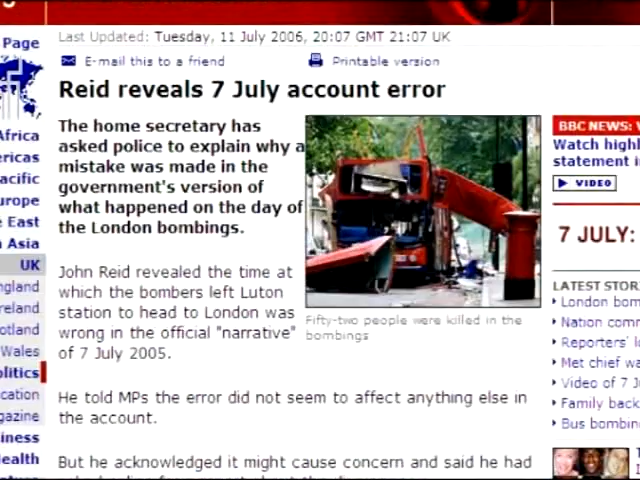 Last Updated: Tuesday, 11 July 2006, 20:07 GMT 21:07 UK
E-mail this to a friend
Printable version
Reid reveals 7 July account error
The home secretary has
asked police to explain why a
mistake was made in the
government's version of
what happened on the day of
the London bombings.
John Reid revealed the time at
which the bombers left Luton
station to head to London was
wrong in the official "narrative"
of 7 July 2005.
He told MPs the error did not seem to affect anything else in
the account.
But he acknowledged it might cause concern and said he had
Fifty-two people were killed in the
bombings
Page
Africa
ericas
acific
urope
e East
Asia
UK
ngland
reland
otland
Wales
olitics
cation
gazine
iness
ealth
BBC NEWS:
Watch highl
statement i
VIDEO
7 JULY:
LATEST STOR
London bom
Nation comm
Reporters' l
Met chief wa
Video of 7 J
Family back
Bus bombin